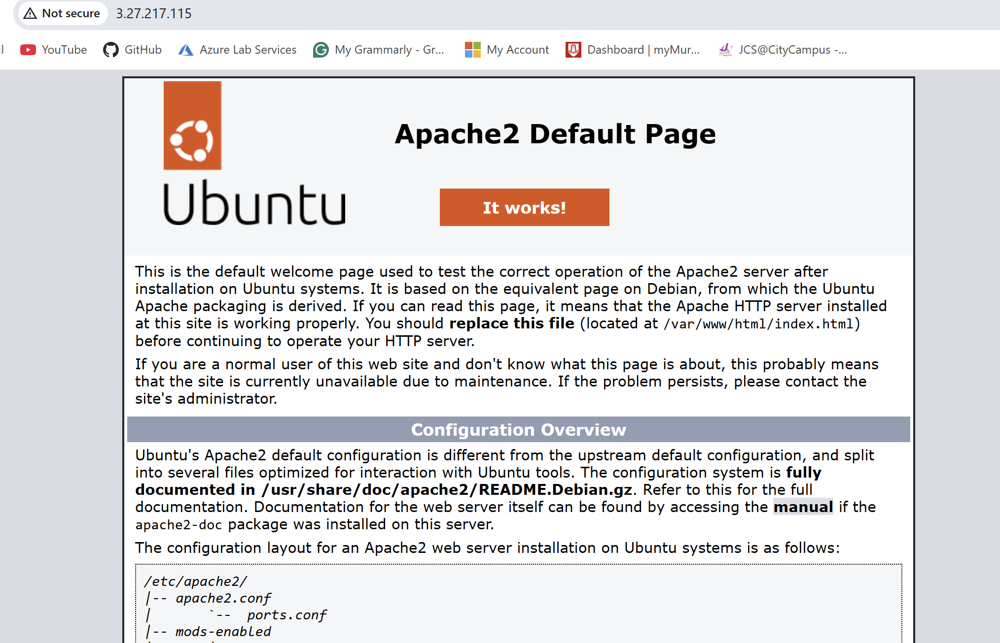 Not secure 3.27.217.115
YouTube GitHub Azure Lab Services My Grammarly - Gr... My Account Dashboard | myMur... JCS@CityCampus -...
Ubuntu
Apache2 Default Page
It works!
This is the default welcome page used to test the correct operation of the Apache2 server after
installation on Ubuntu systems. It is based on the equivalent page on Debian, from which the Ubuntu
Apache packaging is derived. If you can read this page, it means that the Apache HTTP server installed
at this site is working properly. You should replace this file (located at /var/www/html/index.html)
before continuing to operate your HTTP server.
If you are a normal user of this web site and don't know what this page is about, this probably means
that the site is currently unavailable due to maintenance. If the problem persists, please contact the
site's administrator.
Configuration Overview
Ubuntu's Apache2 default configuration is different from the upstream default configuration, and split
into several files optimized for interaction with Ubuntu tools. The configuration system is fully
documented in /usr/share/doc/apache2/README.Debian.gz. Refer to this for the full
documentation. Documentation for the web server itself can be found by accessing the manual if the
apache2-doc package was installed on this server.
The configuration layout for an Apache2 web server installation on Ubuntu systems is as follows:
/etc/apache2/
|-- apache2.conf
|       `--  ports.conf
|-- mods-enabled